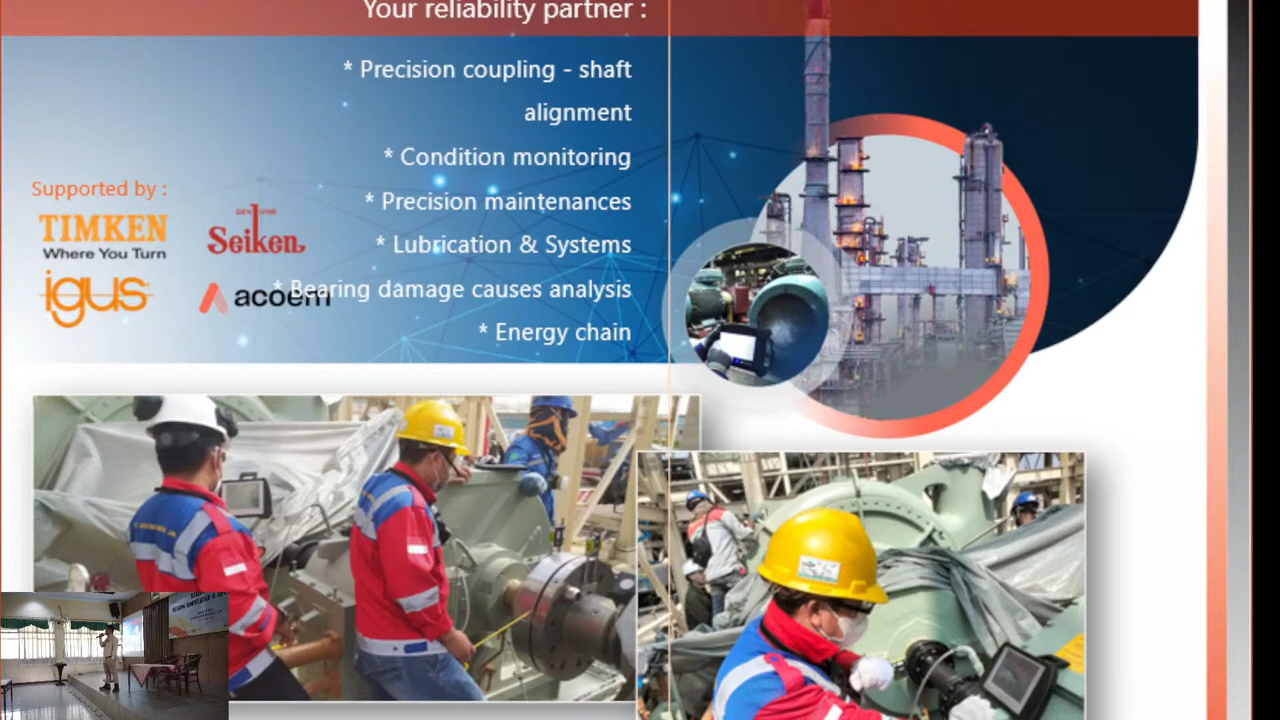 Your reliability partner :
* Precision coupling - shaft
alignment
* Condition monitoring
* Precision maintenances
* Lubrication & Systems
* Bearing damage causes analysis
* Energy chain
Supported by :
TIMKEN
Where You Turn
GENUINE
Seiken
igus
acoem